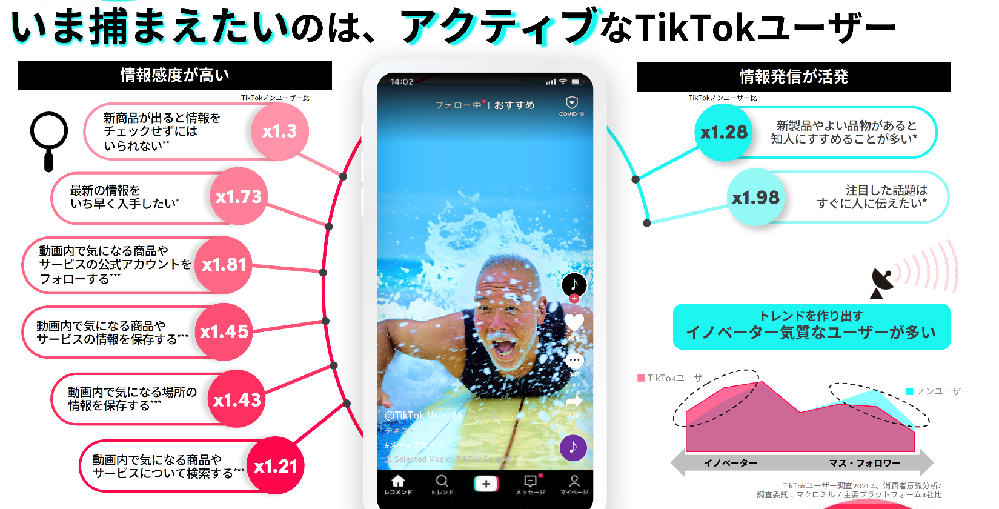 いま捕まえたいのは、アクティブなTikTokユーザー
情報感度が高い
TikTokノンユーザー比
新商品が出ると情報を
チェックせずには
いられない**
x1.3
最新の情報を
いち早く入手したい*
x1.73
動画内で気になる商品や
サービスの公式アカウントを
フォローする***
x1.81
動画内で気になる商品や
サービスの情報を保存する***
x1.45
動画内で気になる場所の
情報を保存する***
x1.43
動画内で気になる商品や
サービスについて検索する***
x1.21
14:02
フォロー中 | おすすめ
COVID-19
9045
345
420
@TikTok User123
テキスト
#メディアガイド
Selected Music - TikTok Sample
レコメンド
トレンド
メッセージ
マイページ
情報発信が活発
TikTokノンユーザー比
x1.28
新製品やよい品物があると
知人にすすめることが多い*
x1.98
注目した話題は
すぐに人に伝えたい*
トレンドを作り出す
イノベーター気質なユーザーが多い
TikTokユーザー
ノンユーザー
イノベーター
マス・フォロワー
TikTokユーザー調査2021.4、消費者意識分析/
調査委託：マクロミル / 主要プラットフォーム4社比